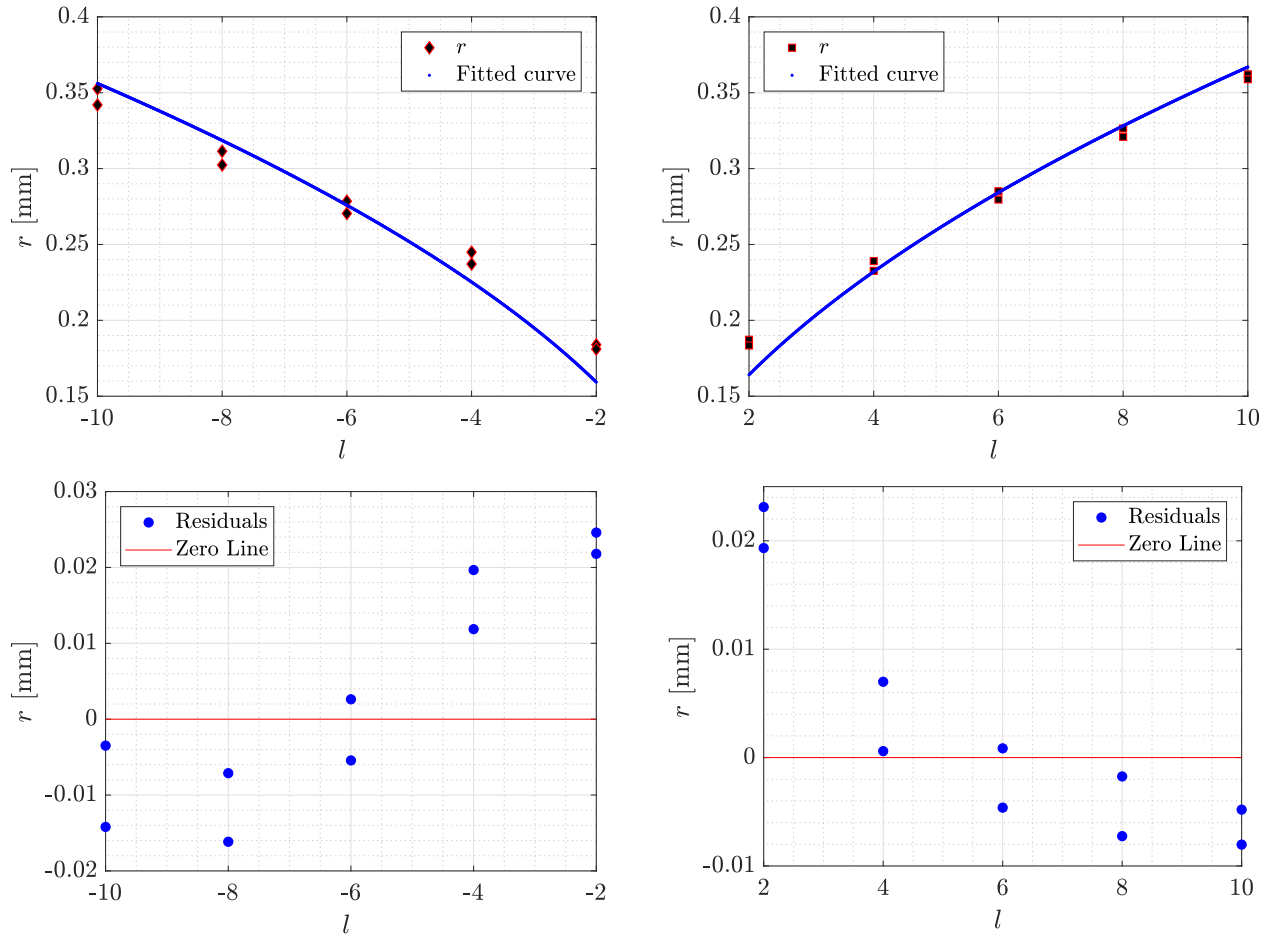 0.4
0.35
0.3
0.25
0.2
0.15
r [mm]
-10
-8
-6
-4
-2
l
r
Fitted curve
0.4
0.35
0.3
0.25
0.2
0.15
r [mm]
2
4
6
8
10
l
r
Fitted curve
0.03
0.02
0.01
0
-0.01
-0.02
r [mm]
-10
-8
-6
-4
-2
l
Residuals
Zero Line
0.02
0.01
0
-0.01
r [mm]
2
4
6
8
10
l
Residuals
Zero Line